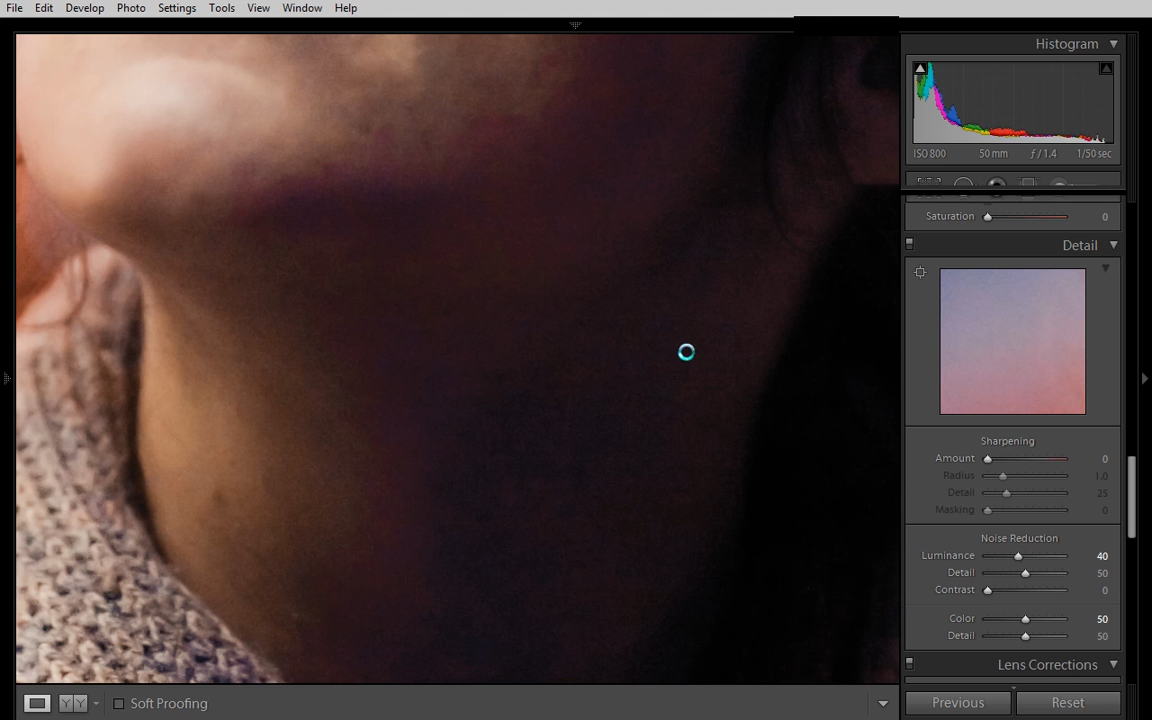 File Edit Develop Photo Settings Tools View Window Help
Histogram
ISO 800 50 mm ƒ / 1.4 1/50 sec
Saturation 0
Detail
Sharpening
Amount 0
Radius 1.0
Detail 25
Masking 0
Noise Reduction
Luminance 40
Detail 50
Contrast 0
Color 50
Detail 50
Lens Corrections
Y Y Soft Proofing Previous Reset